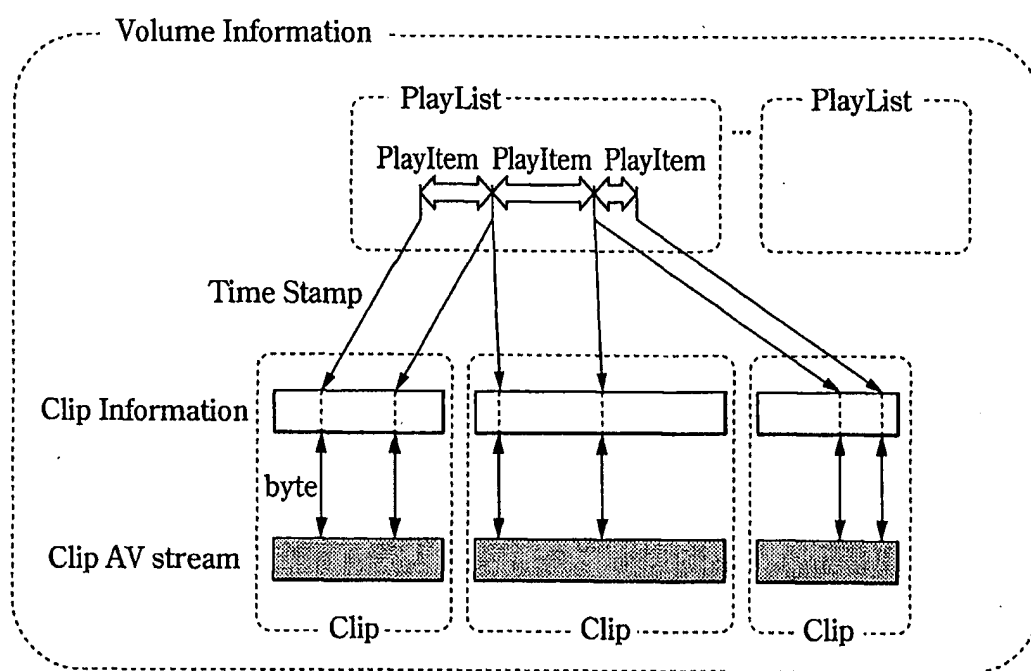 Volume Information
PlayList
...
PlayList
PlayItem PlayItem PlayItem
Time Stamp
Clip Information
byte
Clip AV stream
Clip
Clip
Clip